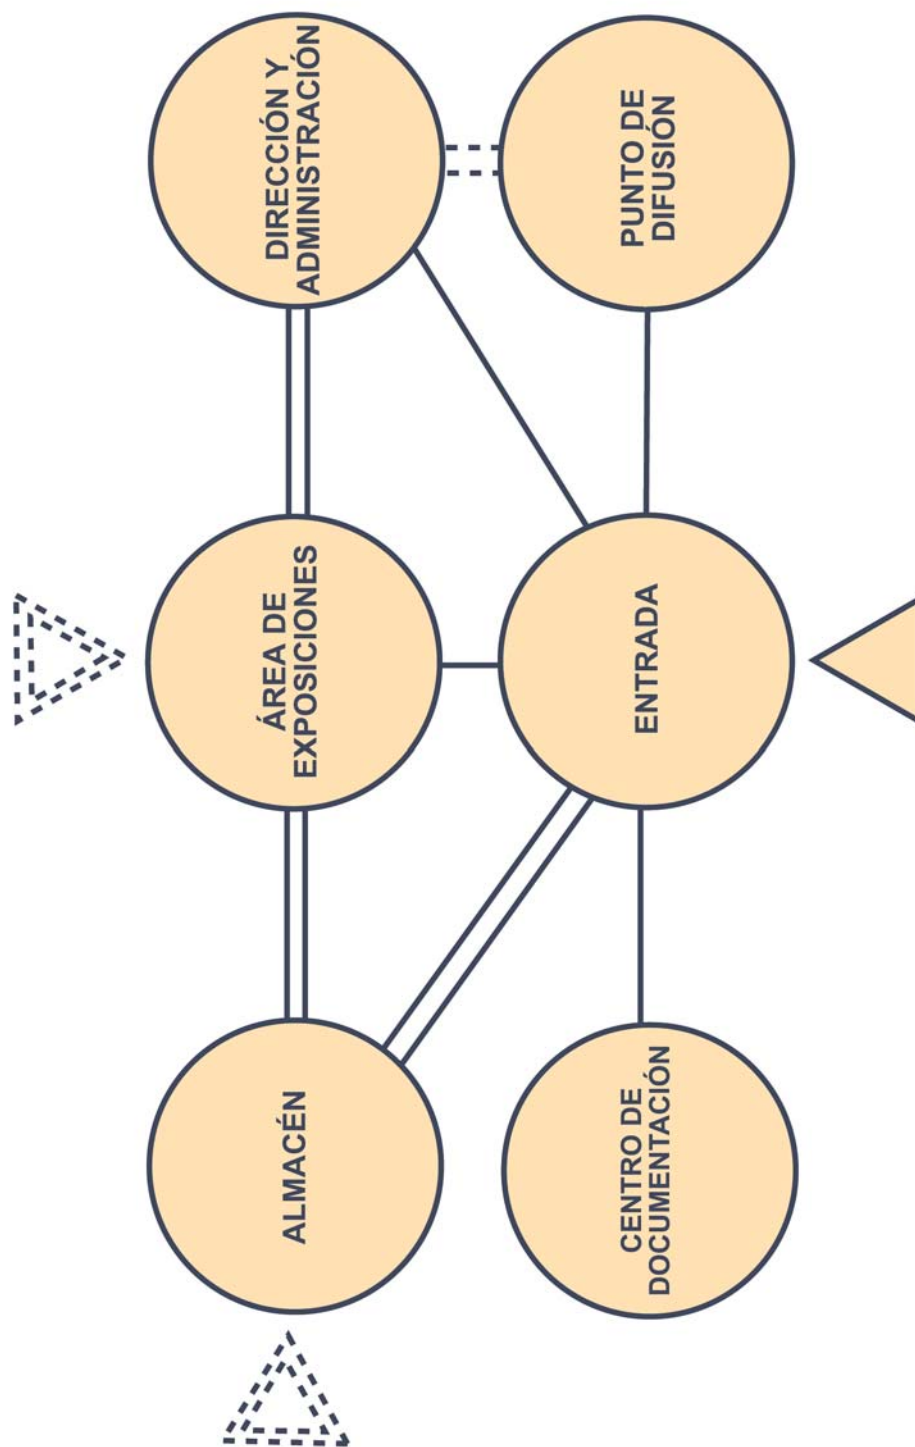 DIRECCIÓN Y
ADMINISTRACIÓN
PUNTO DE
DIFUSIÓN
ÁREA DE
EXPOSICIONES
ENTRADA
ALMACÉN
CENTRO DE
DOCUMENTACIÓN